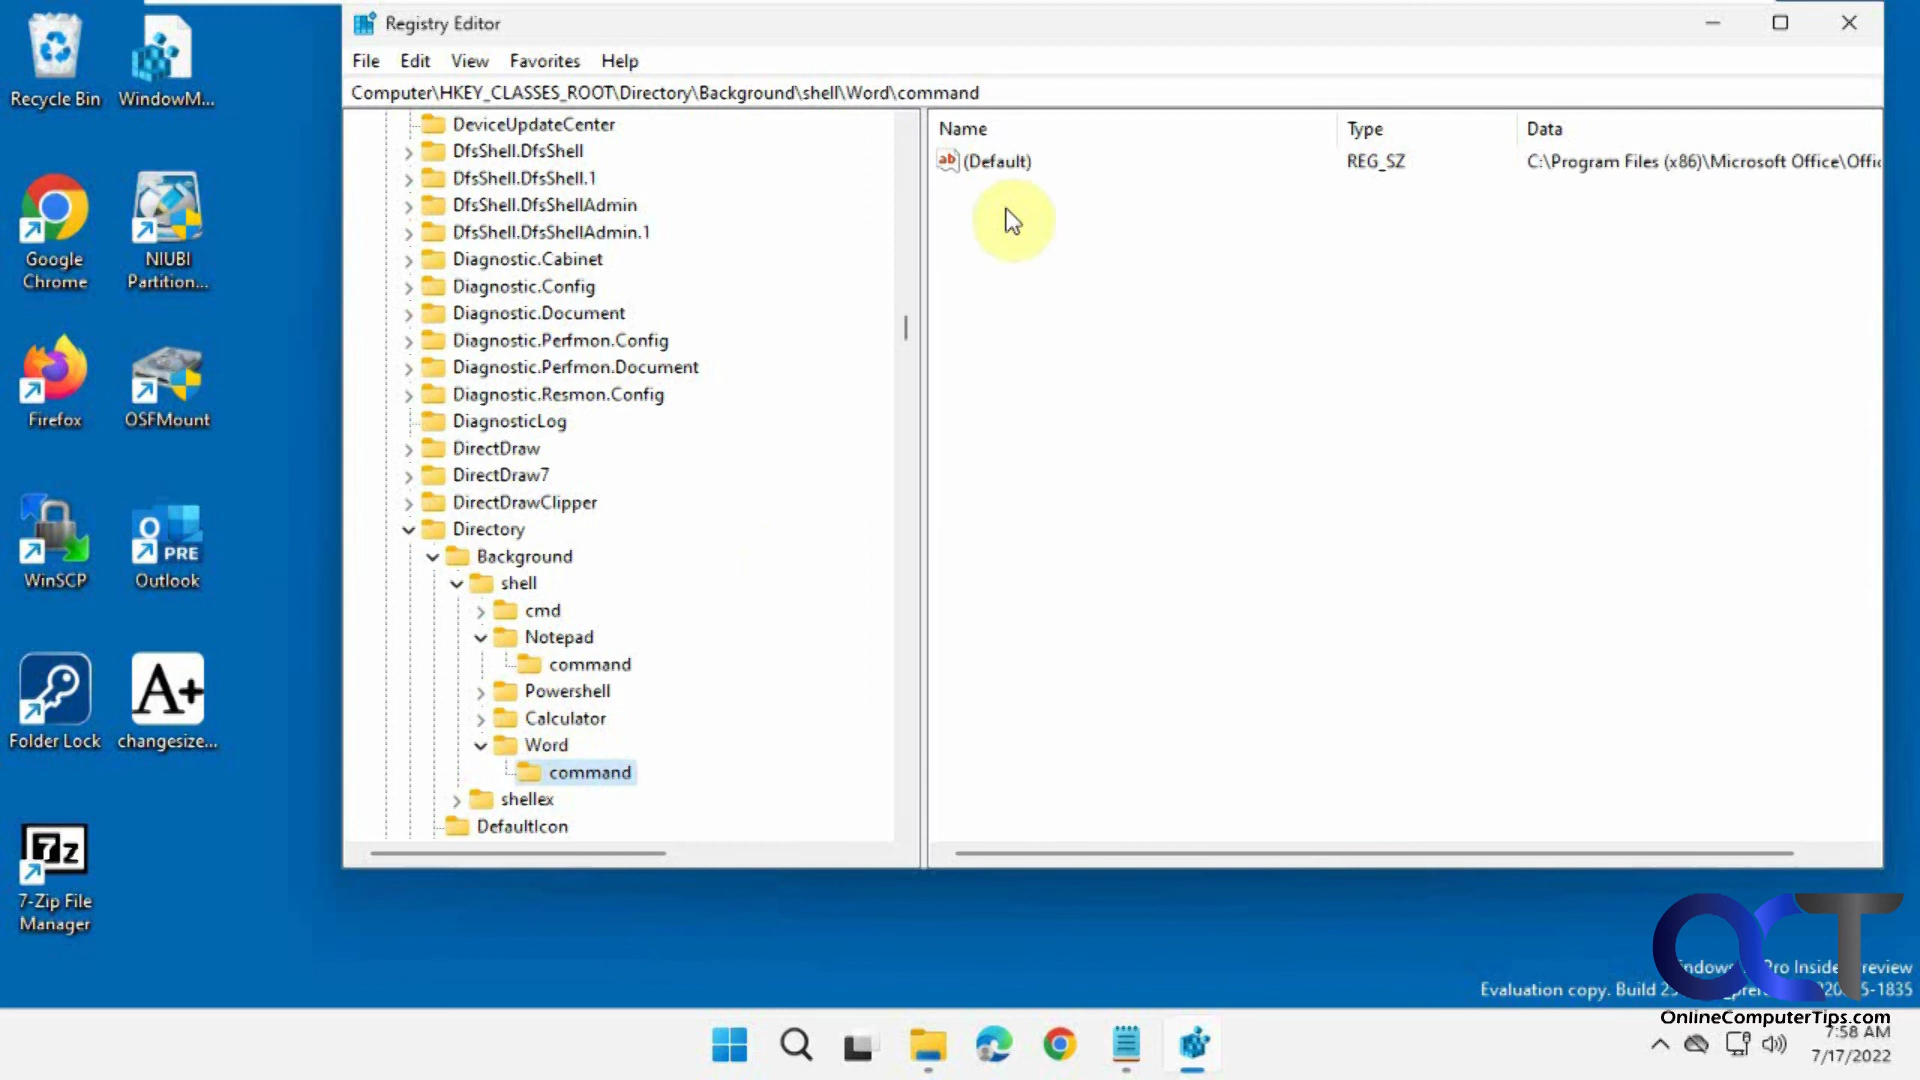 Registry Editor
File Edit View Favorites Help
Computer\HKEY_CLASSES_ROOT\Directory\Background\shell\Word\command
DeviceUpdateCenter
DfsShell.DfsShell
DfsShell.DfsShell.1
DfsShell.DfsShellAdmin
DfsShell.DfsShellAdmin.1
Diagnostic.Cabinet
Diagnostic.Config
Diagnostic.Document
Diagnostic.Perfmon.Config
Diagnostic.Perfmon.Document
Diagnostic.Resmon.Config
DiagnosticLog
DirectDraw
DirectDraw7
DirectDrawClipper
Directory
Background
shell
cmd
Notepad
command
Powershell
Calculator
Word
command
shellex
DefaultIcon
Name Type Data
ab (Default) REG_SZ C:\Program Files (x86)\Microsoft Office\Offic
Recycle Bin
WindowM...
Google
Chrome
NIUBI
Partition...
Firefox
OSFMount
WinSCP
O PRE
Outlook
Folder Lock
A+
changesize...
7z
7-Zip File
Manager
OCT
Pro Inside
Evaluation copy. Build
OnlineComputerTips.com
7:58 AM
7/17/2022